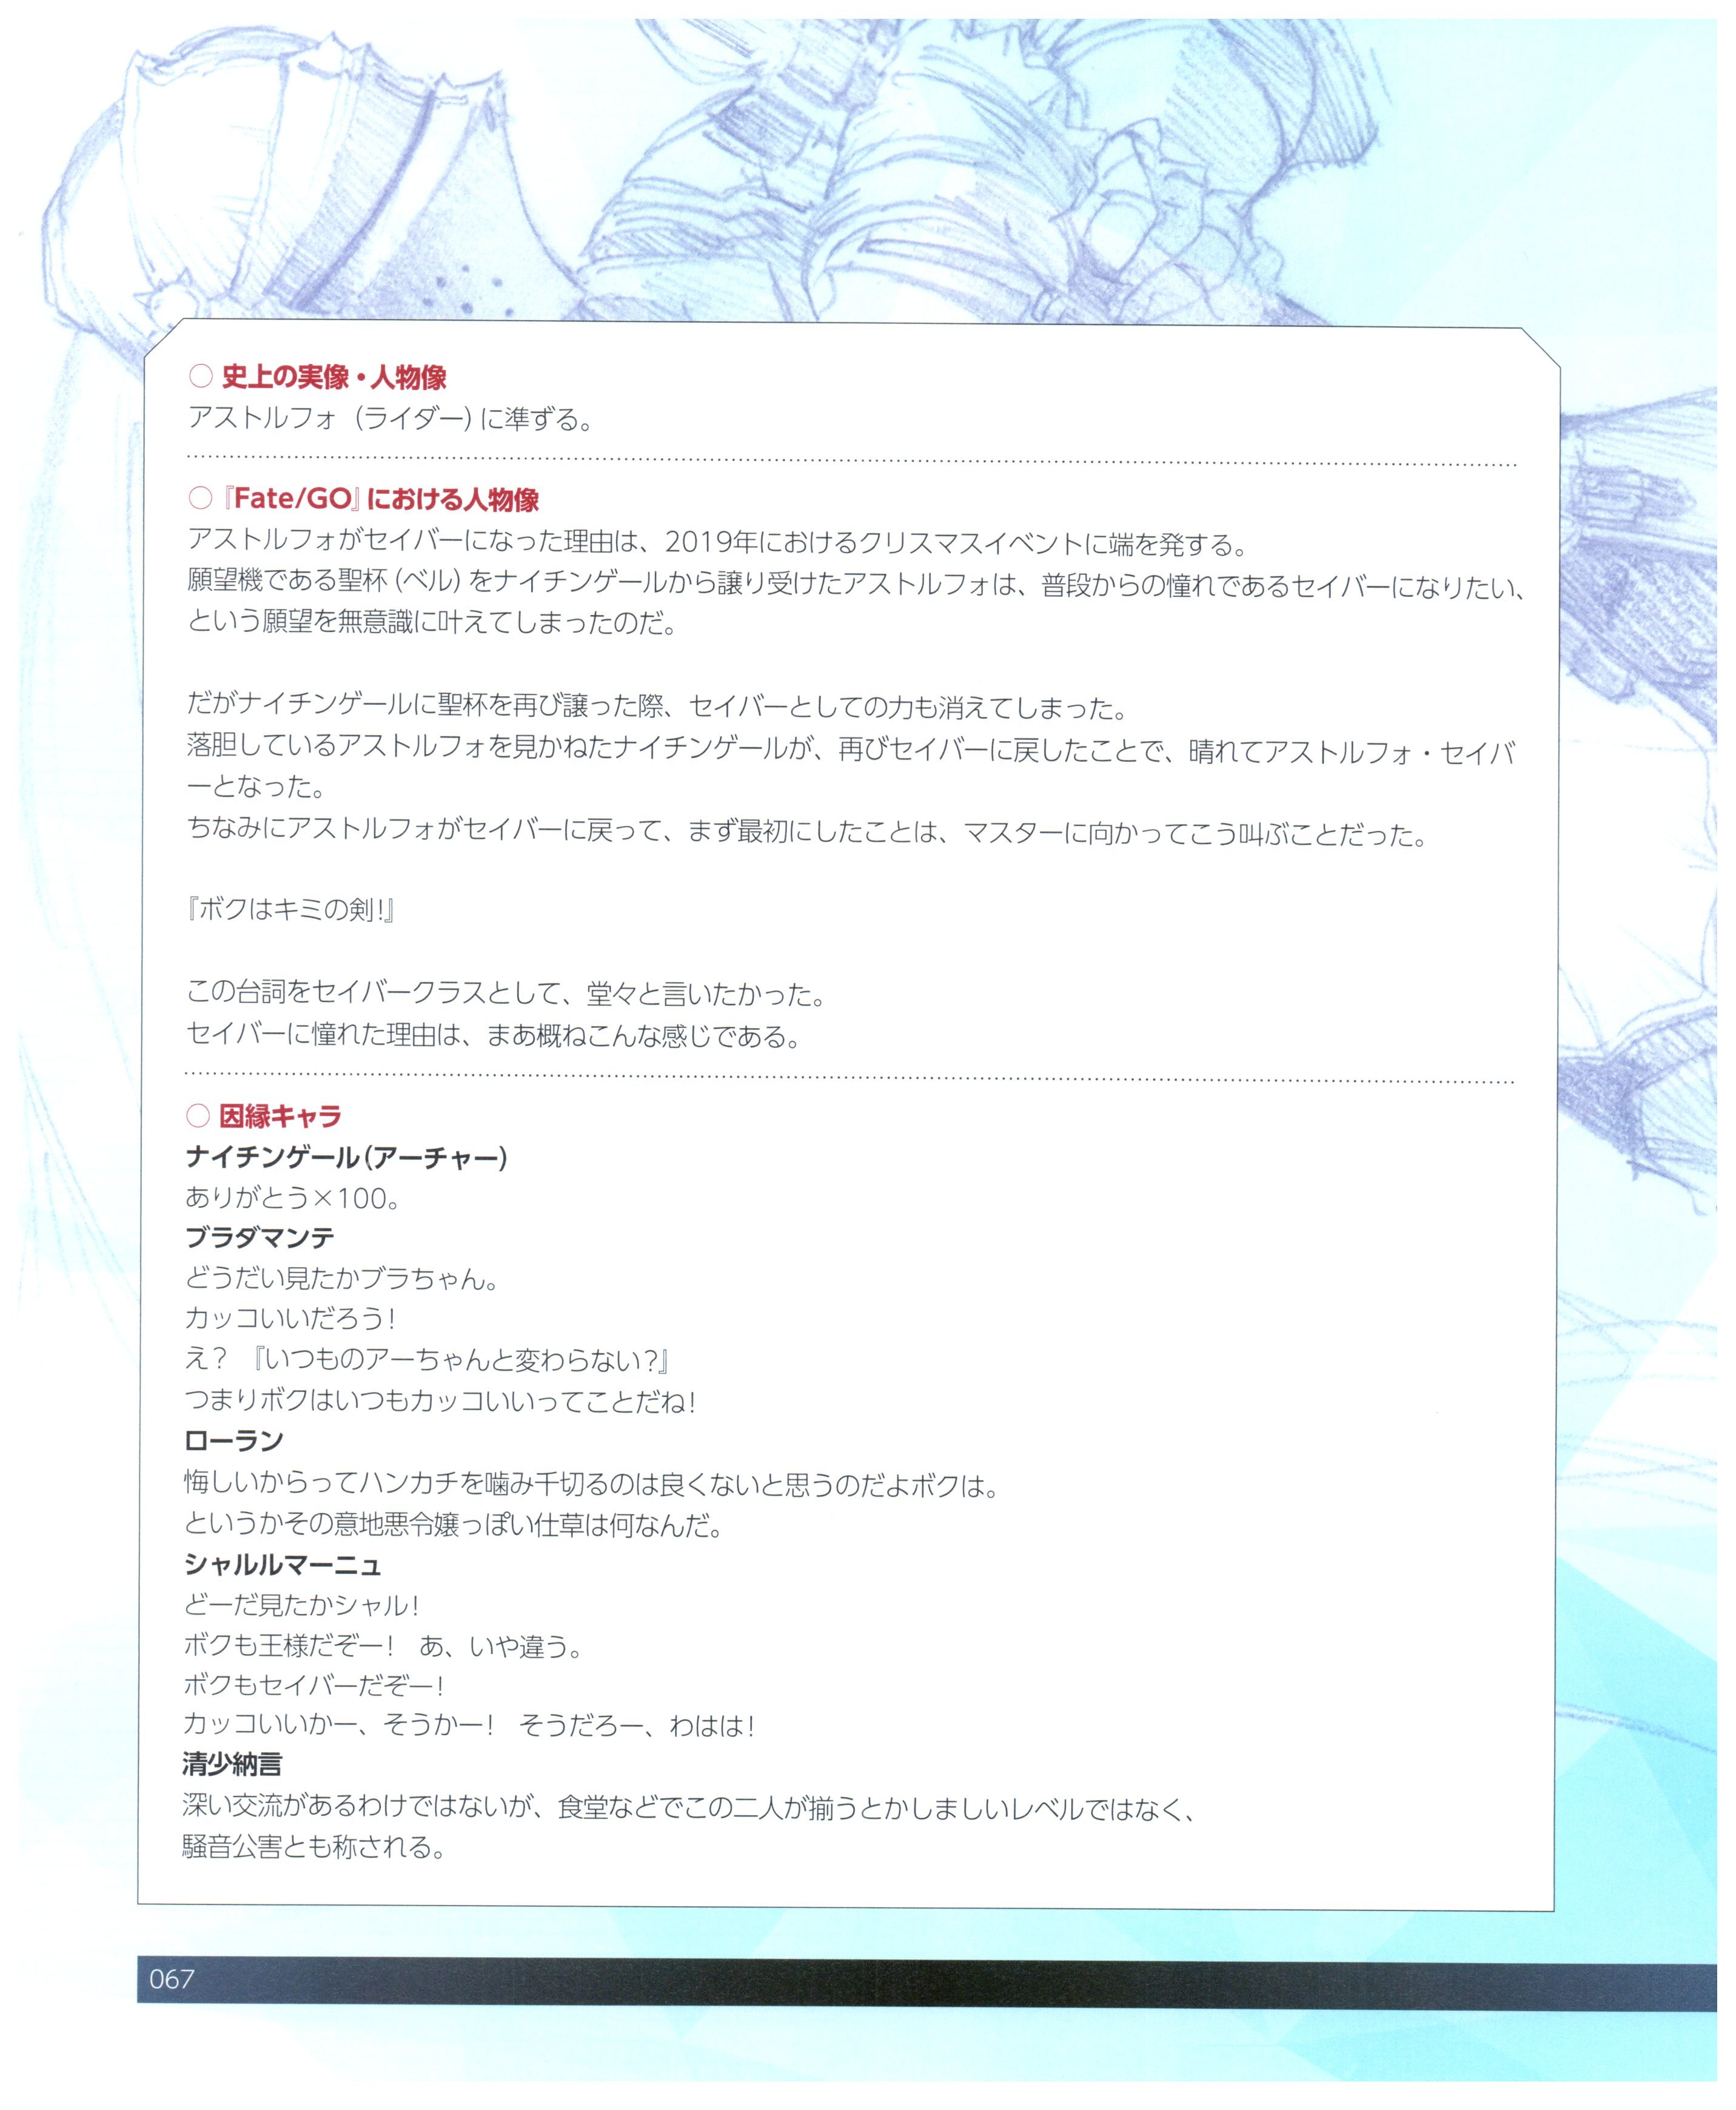 ○ 史上の実像・人物像
アストルフォ（ライダー）に準ずる。
○『Fate/GO』における人物像
アストルフォがセイバーになった理由は、2019年におけるクリスマスイベントに端を発する。
願望機である聖杯（ベル）をナイチンゲールから譲り受けたアストルフォは、普段からの憧れであるセイバーになりたい、
という願望を無意識に叶えてしまったのだ。
だがナイチンゲールに聖杯を再び譲った際、セイバーとしての力も消えてしまった。
落胆しているアストルフォを見かねたナイチンゲールが、再びセイバーに戻したことで、晴れてアストルフォ・セイバ
ーとなった。
ちなみにアストルフォがセイバーに戻って、まず最初にしたことは、マスターに向かってこう叫ぶことだった。
『ボクはキミの剣!』
この台詞をセイバークラスとして、堂々と言いたかった。
セイバーに憧れた理由は、まあ概ねこんな感じである。
○ 因縁キャラ
ナイチンゲール（アーチャー）
ありがとう×100。
ブラダマンテ
どうだい見たかブラちゃん。
カッコいいだろう!
え? 『いつものアーちゃんと変わらない?』
つまりボクはいつもカッコいいってことだね!
ローラン
悔しいからってハンカチを噛み千切るのは良くないと思うのだよボクは。
というかその意地悪令嬢っぽい仕草は何なんだ。
シャルルマーニュ
どーだ見たかシャル!
ボクも王様だぞー! あ、いや違う。
ボクもセイバーだぞー!
カッコいいかー、そうかー! そうだろー、わはは!
清少納言
深い交流があるわけではないが、食堂などでこの二人が揃うとかしましいレベルではなく、
騒音公害とも称される。
067